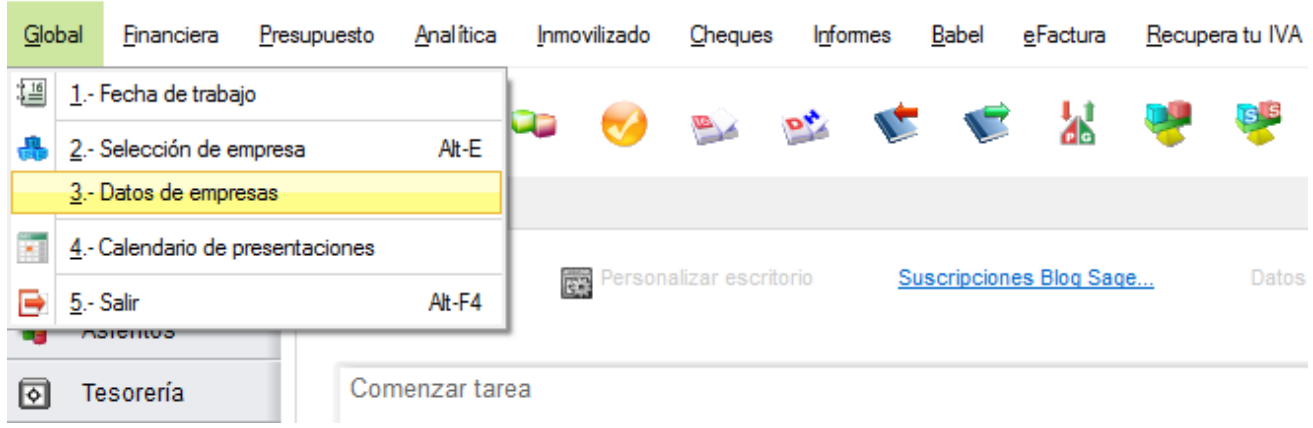 Global Financiera Presupuesto Analítica Inmovilizado Cheques Informes Babel eFactura Recupera tu IVA
1.- Fecha de trabajo
2.- Selección de empresa Alt-E
3.- Datos de empresas
4.- Calendario de presentaciones
5.- Salir Alt-F4
Personalizar escritorio Suscripciones Blog Sage... Datos
Asientos
Tesorería
Comenzar tarea